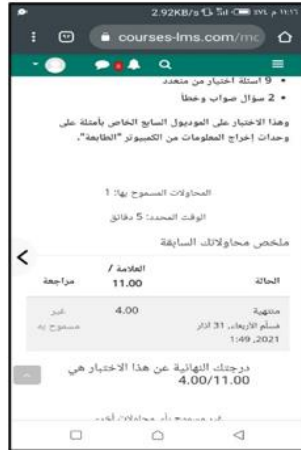 2.92KB/s
courses-lms.com/mc
9 اسئلة اختيار من متعدد
2 سؤال صواب وخطأ
وهذا الاختبار على الموديول السابع الخاص بأمثلة على
وحدات إخراج المعلومات من الكمبيوتر "الطابعة".
المحاولات المسموح بها: 1
الوقت المحدد: 5 دقائق
ملخص محاولاتك السابقة
الحالة العلامة / 11.00 مراجعة
منتهية 4.00 غير
مسموح به
مُسلّم الأربعاء، 31 آذار
2021, 1:49
درجتك النهائية عن هذا الاختبار هي
4.00/11.00